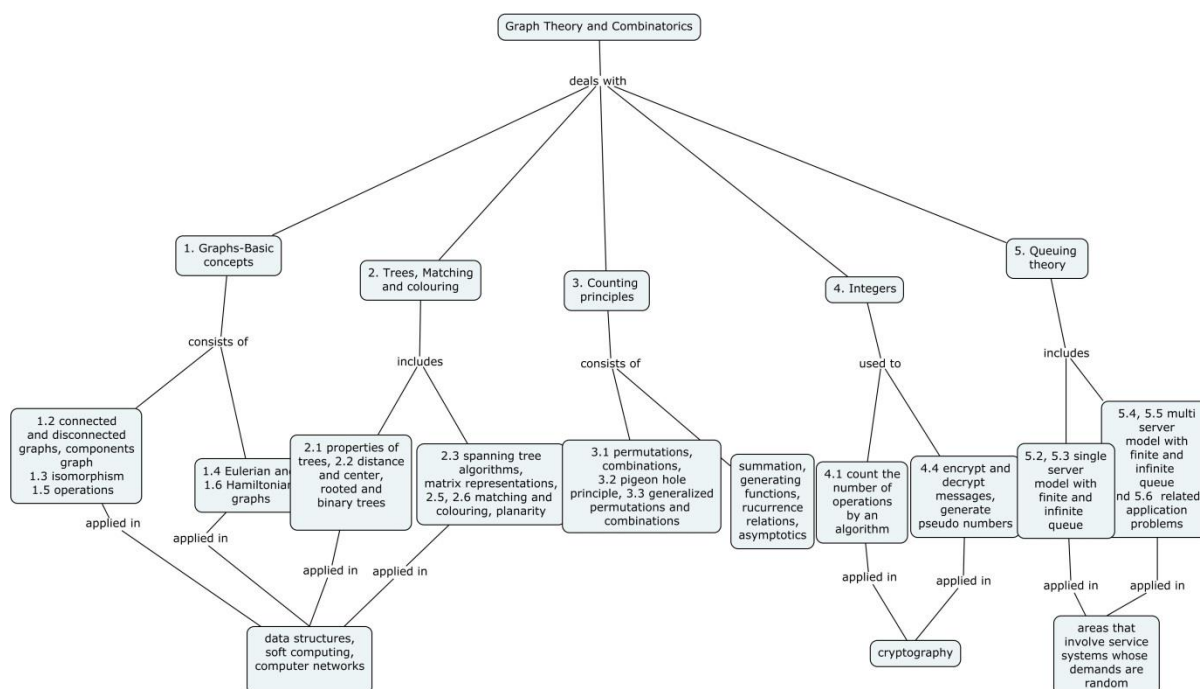 Graph Theory and Combinatorics
deals with
1. Graphs-Basic
concepts
2. Trees, Matching
and colouring
3. Counting
principles
4. Integers
5. Queuing
theory
consists of
includes
consists of
used to
includes
1.2 connected
and disconnected
graphs, components
graph
1.3 isomorphism
1.5 operations
1.4 Eulerian and
1.6 Hamiltonian
graphs
2.1 properties of
trees, 2.2 distance
and center,
rooted and
binary trees
2.3 spanning tree
algorithms,
matrix representations,
2.5, 2.6 matching and
colouring, planarity
3.1 permutations,
combinations,
3.2 pigeon hole
principle, 3.3 generalized
permutations and
combinations
summation,
generating
functions,
rucurrence
relations,
asymptotics
4.1 count the
number of
operations
by an
algorithm
4.4 encrypt and
decrypt
messages,
generate
pseudo numbers
5.2, 5.3 single
server
model with
finite and
infinite
queue
5.4, 5.5 multi
server
model with
finite and
infinite
queue
nd 5.6 related
application
problems
applied in
applied in
applied in
applied in
applied in
applied in
applied in
applied in
data structures,
soft computing,
computer networks
cryptography
areas that
involve service
systems whose
demands are
random